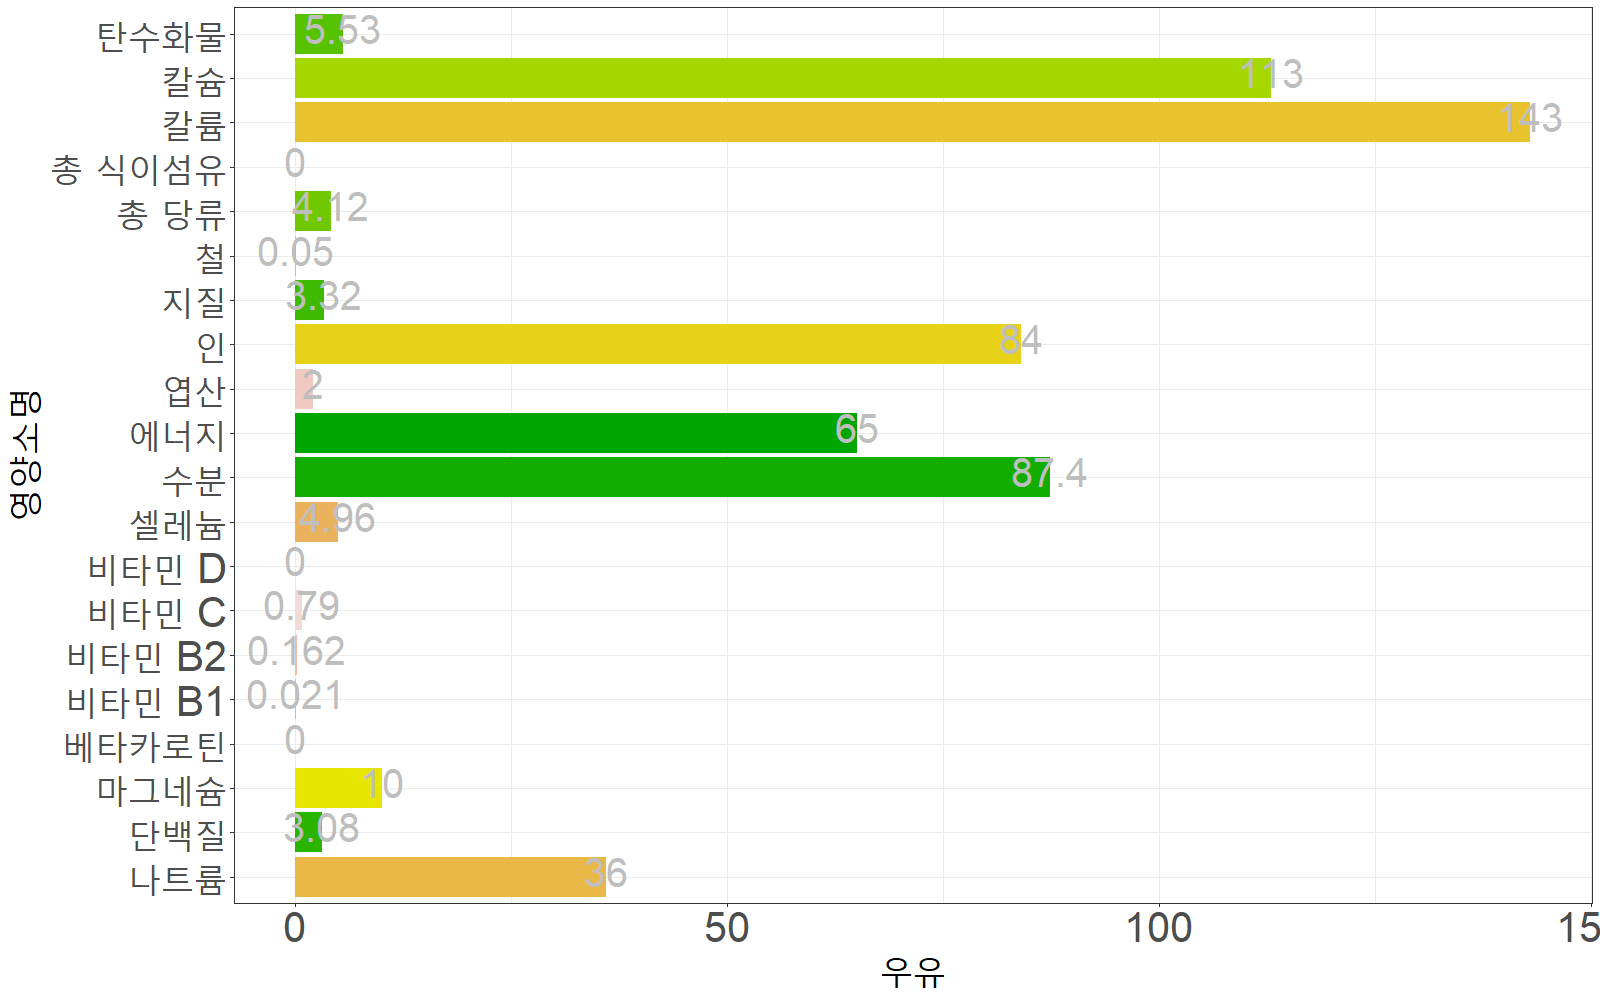 탄수화물 5.53
칼슘 113
칼륨 143
총 식이섬유 0
총 당류 4.12
철 0.05
지질 3.32
인 84
엽산 2
에너지 65
수분 87.4
셀레늄 4.96
비타민 D 0
비타민 C 0.79
비타민 B2 0.162
비타민 B1 0.021
베타카로틴 0
마그네슘 10
단백질 3.08
나트륨 36
영양소명
0 50 100 15
우유